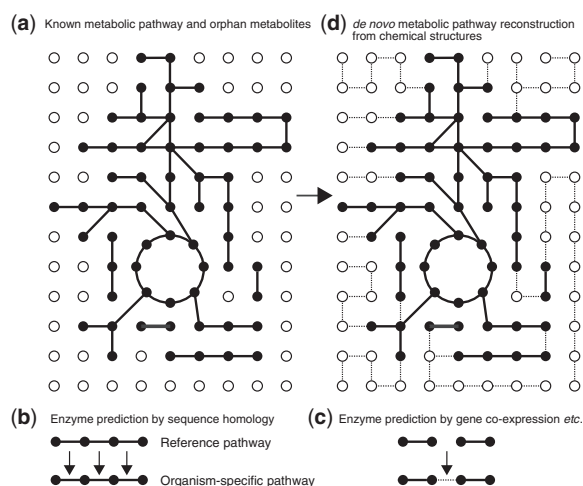 (a) Known metabolic pathway and orphan metabolites
(d) de novo metabolic pathway reconstruction
from chemical structures
(b) Enzyme prediction by sequence homology
Reference pathway
Organism-specific pathway
(c) Enzyme prediction by gene co-expression etc.